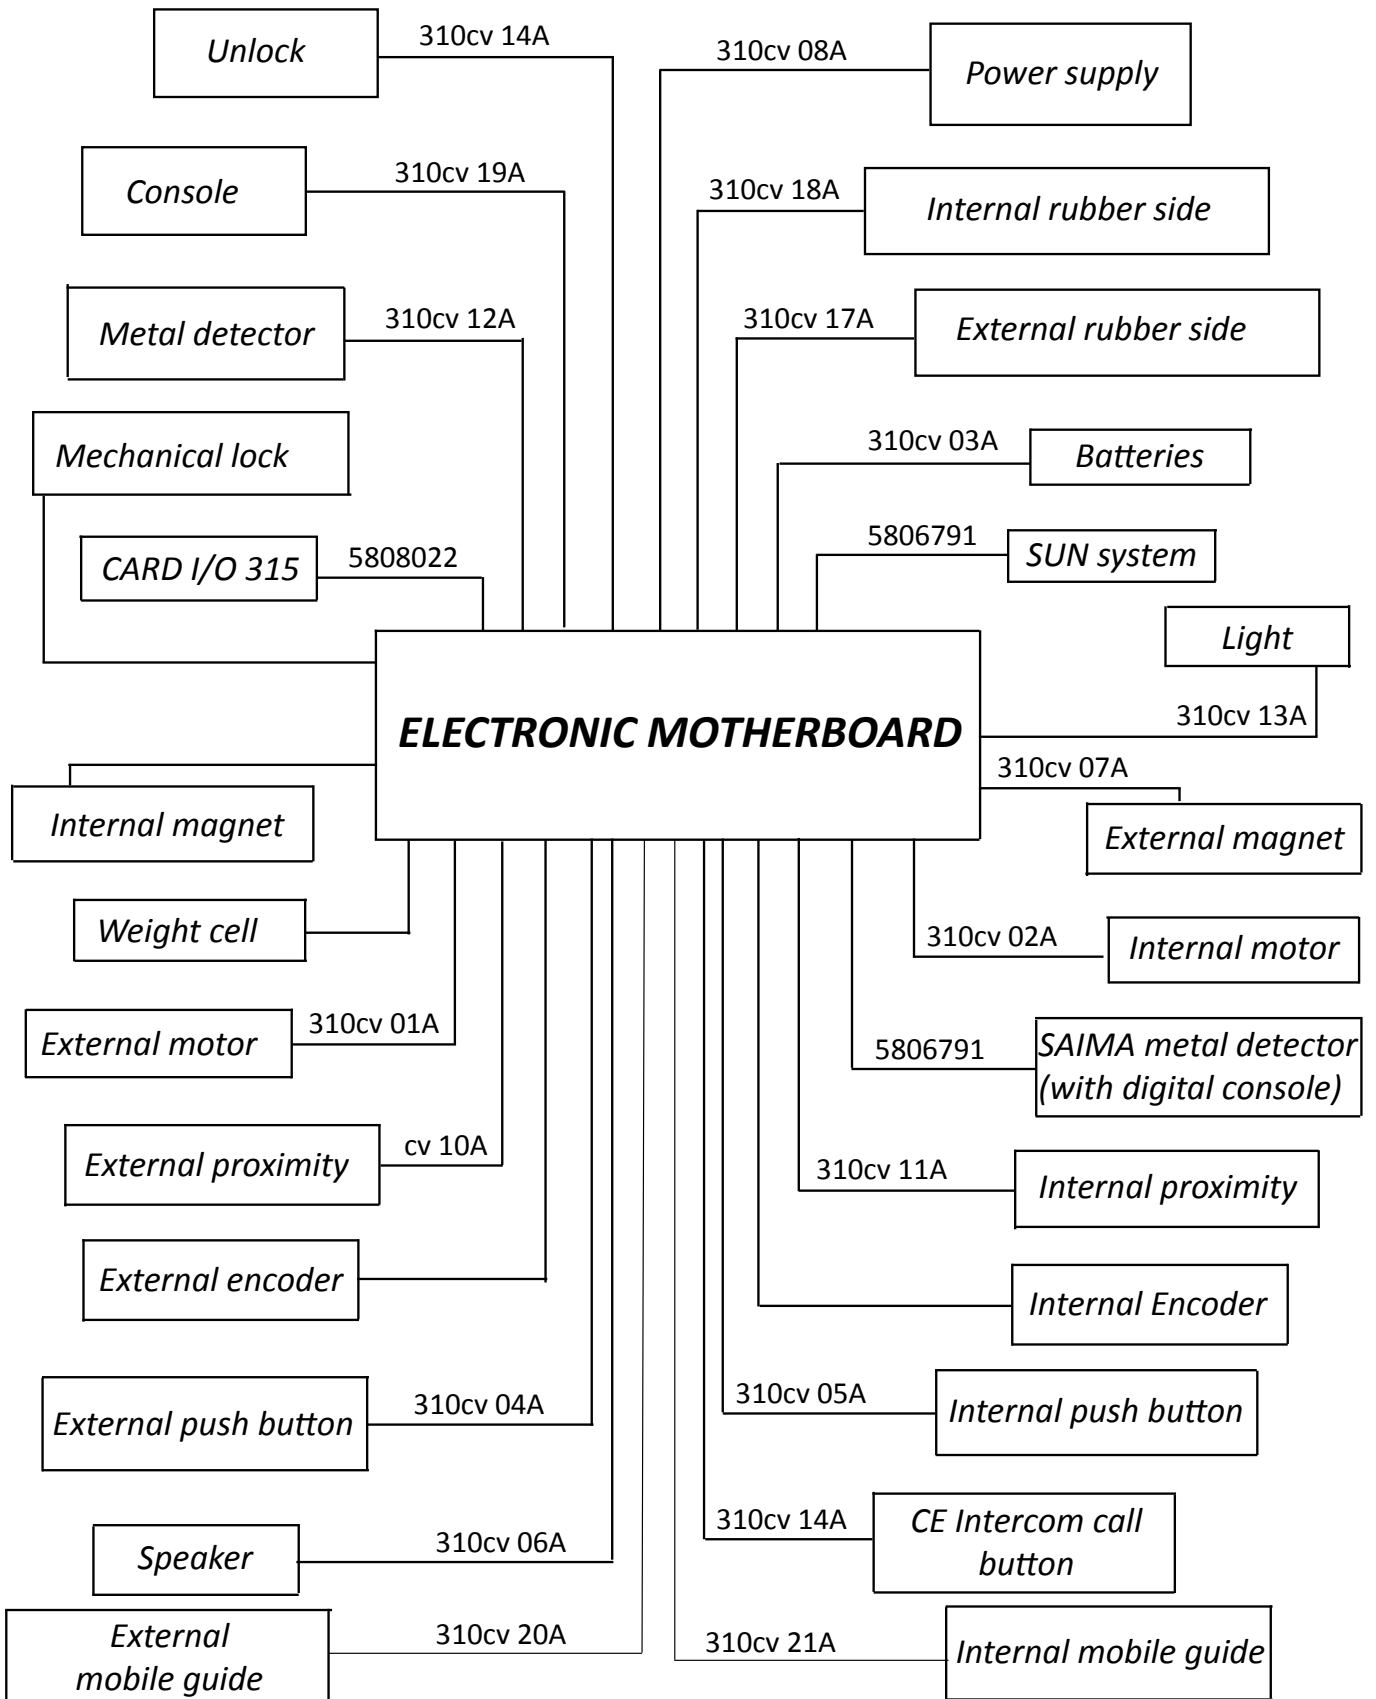 Unlock
310cv 14A
310cv 08A
Power supply
Console
310cv 19A
310cv 18A
Internal rubber side
Metal detector
310cv 12A
310cv 17A
External rubber side
Mechanical lock
310cv 03A
Batteries
CARD I/O 315
5808022
5806791
SUN system
Light
310cv 13A
ELECTRONIC MOTHERBOARD
310cv 07A
Internal magnet
External magnet
Weight cell
310cv 02A
Internal motor
External motor
310cv 01A
5806791
SAIMA metal detector
(with digital console)
External proximity
cv 10A
310cv 11A
Internal proximity
External encoder
Internal Encoder
External push button
310cv 04A
310cv 05A
Internal push button
Speaker
310cv 06A
310cv 14A
CE Intercom call
button
External
mobile guide
310cv 20A
310cv 21A
Internal mobile guide